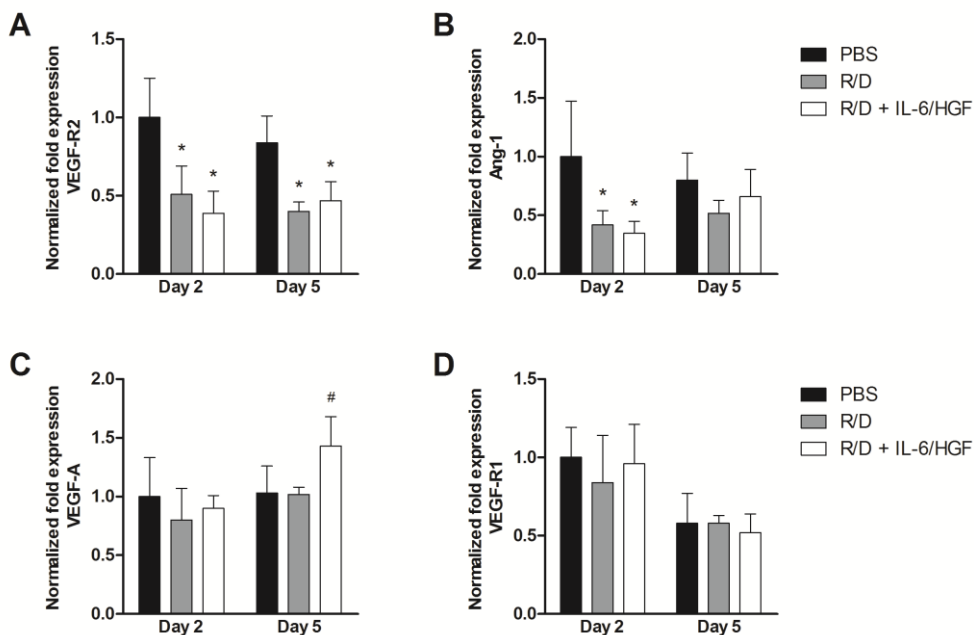 A
Normalized fold expression
VEGF-R2
1.5
1.0
0.5
0.0
* * * *
Day 2 Day 5
B
Normalized fold expression
Ang-1
2.0
1.5
1.0
0.5
0.0
* *
Day 2 Day 5
PBS
R/D
R/D + IL-6/HGF
C
Normalized fold expression
VEGF-A
2.0
1.5
1.0
0.5
0.0
#
Day 2 Day 5
D
Normalized fold expression
VEGF-R1
1.5
1.0
0.5
0.0
Day 2 Day 5
PBS
R/D
R/D + IL-6/HGF